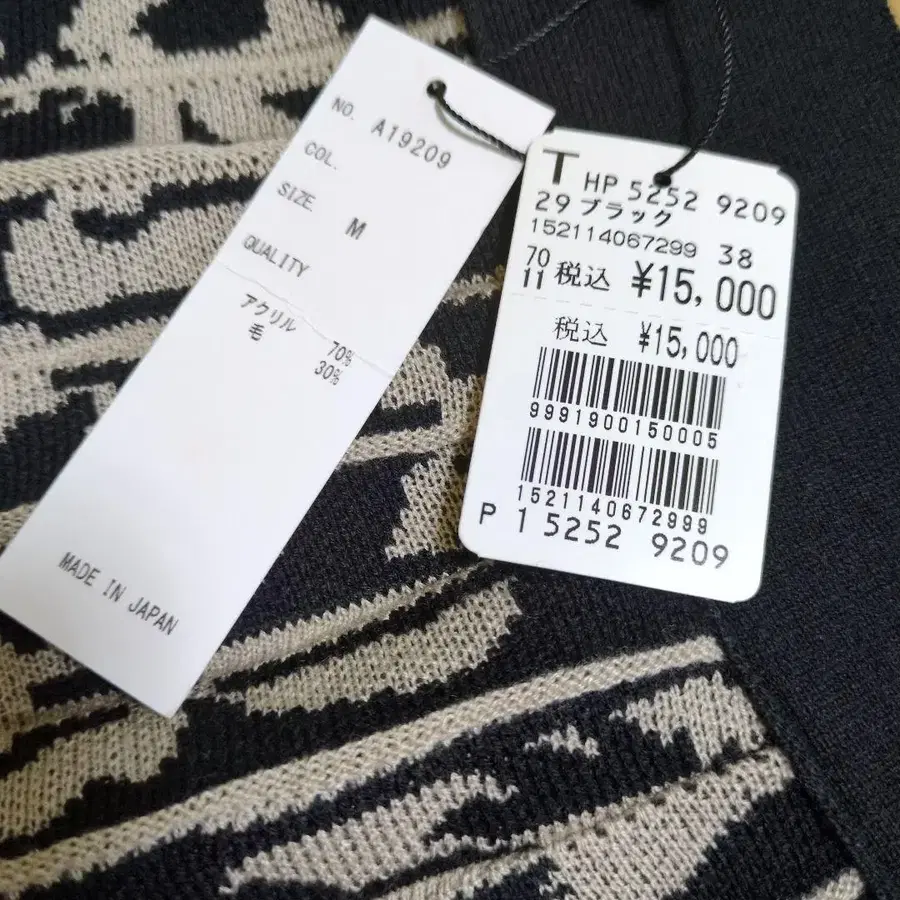 NO. A19209
COL.
SIZE. M
QUALITY
アクリル 70%
毛 30%
MADE IN JAPAN
T HP 5252 9209
29 ブラック
152114067299 38
70
11 税込 ¥15,000
税込 ¥15,000
9991900150005
1521140672999
P 1 5252 9209